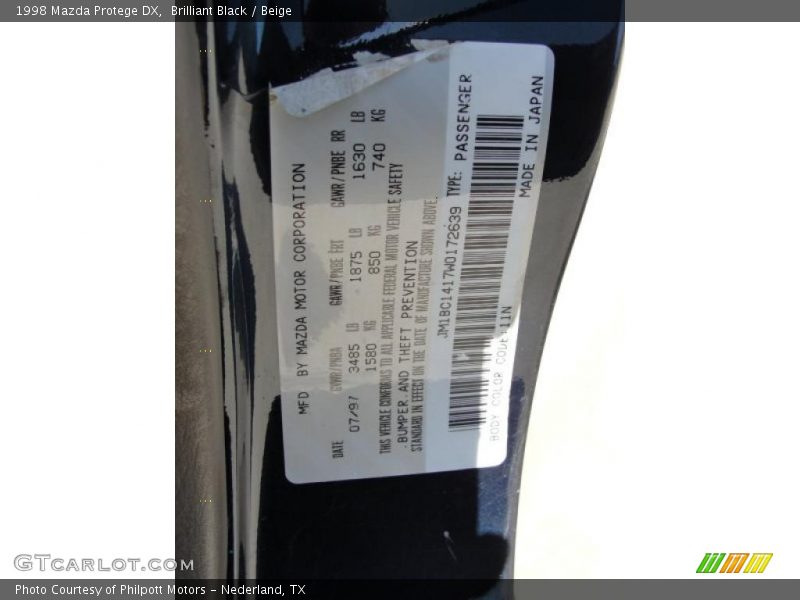 1998 Mazda Protege DX, Brilliant Black / Beige
MFD BY MAZDA MOTOR CORPORATION
DATE GVWR/PNBA GAWR/PNBE FRT GAWR/PNBE RR
07/97 3485 LB 1875 LB 1630 LB
1580 KG 850 KG 740 KG
THIS VEHICLE CONFORMS TO ALL APPLICABLE FEDERAL MOTOR VEHICLE SAFETY
.BUMPER.AND THEFT PREVENTION
STANDARD IN EFFECT ON THE DATE OF MANUFACTURE SHOWN ABOVE.
JM1BC1417W0172639 TYPE: PASSENGER
BODY COLOR CODE: 11N MADE IN JAPAN
GTCarLot.com
Photo Courtesy of Philpott Motors - Nederland, TX